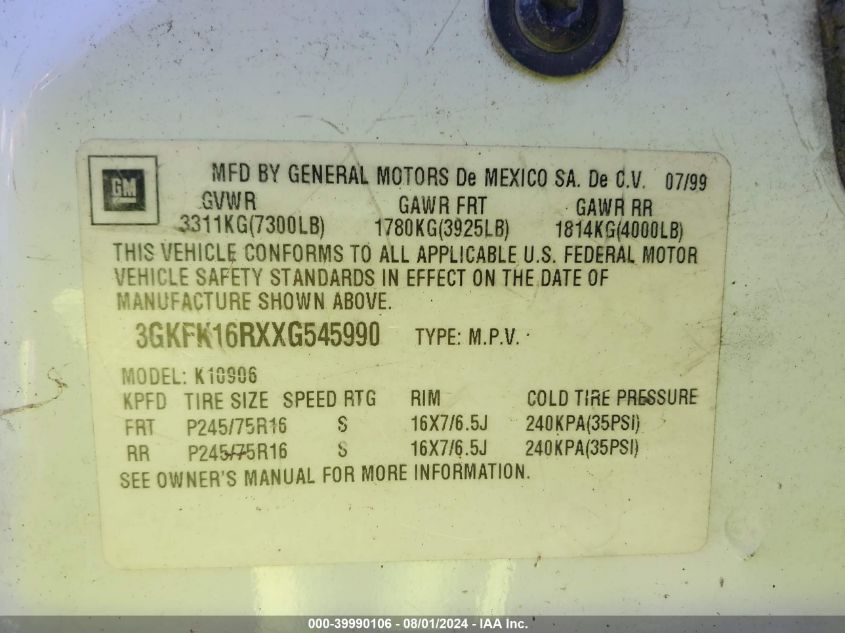 GM
MFD BY GENERAL MOTORS De MEXICO SA. De C.V. 07/99
GVWR GAWR FRT GAWR RR
3311KG(7300LB) 1780KG(3925LB) 1814KG(4000LB)
THIS VEHICLE CONFORMS TO ALL APPLICABLE U.S. FEDERAL MOTOR
VEHICLE SAFETY STANDARDS IN EFFECT ON THE DATE OF
MANUFACTURE SHOWN ABOVE.
3GKFK16RXXG545990 TYPE: M.P.V.
MODEL: K10906
KPFD TIRE SIZE SPEED RTG RIM COLD TIRE PRESSURE
FRT P245/75R16 S 16X7/6.5J 240KPA(35PSI)
RR P245/75R16 S 16X7/6.5J 240KPA(35PSI)
SEE OWNER'S MANUAL FOR MORE INFORMATION.
000-39990106 - 08/01/2024 - IAA Inc.